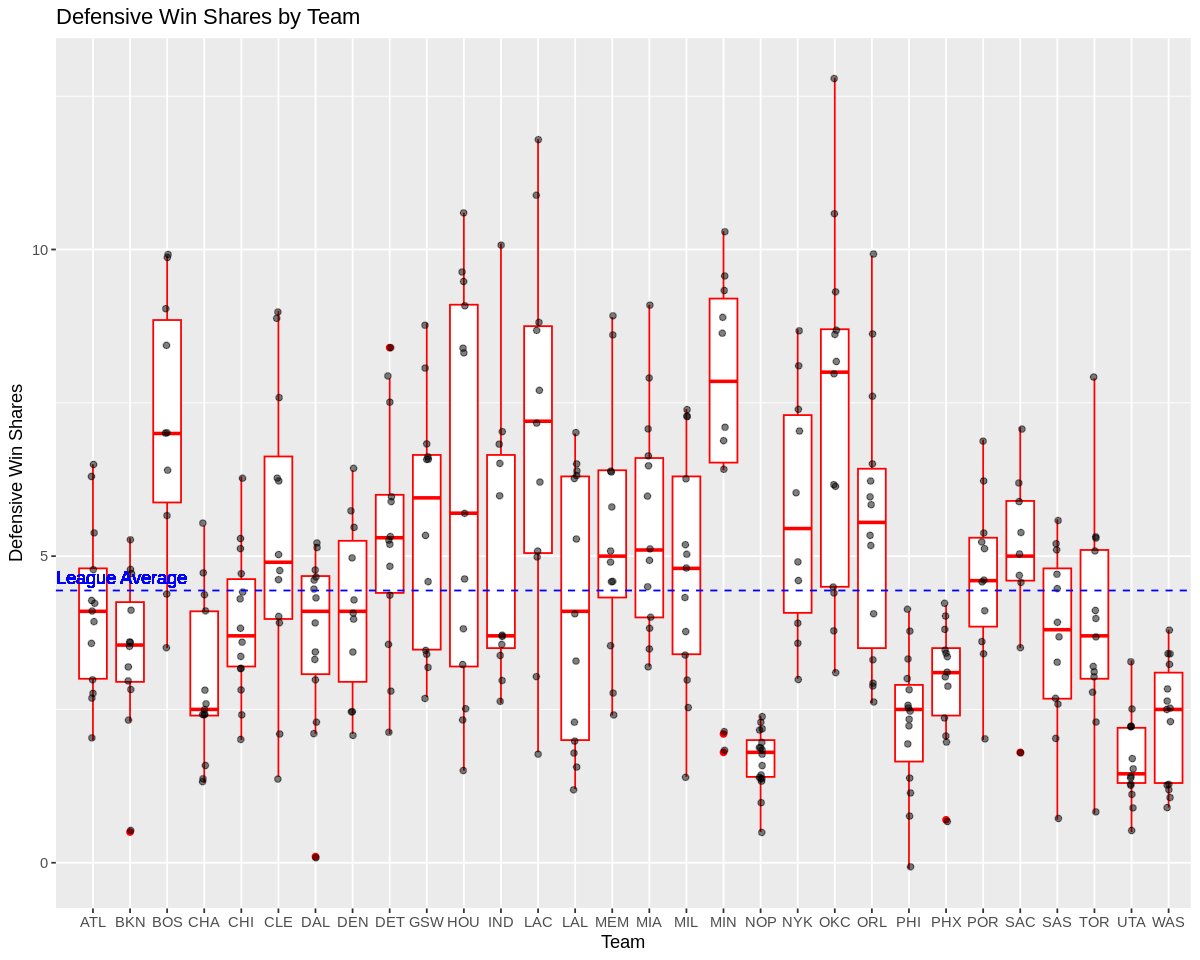 Defensive Win Shares by Team
Defensive Win Shares
10
5
0
League Average
ATL BKN BOS CHA CHI CLE DAL DEN DET GSW HOU IND LAC LAL MEM MIA MIL MIN NOP NYK OKC ORL PHI PHX POR SAC SAS TOR UTA WAS
Team